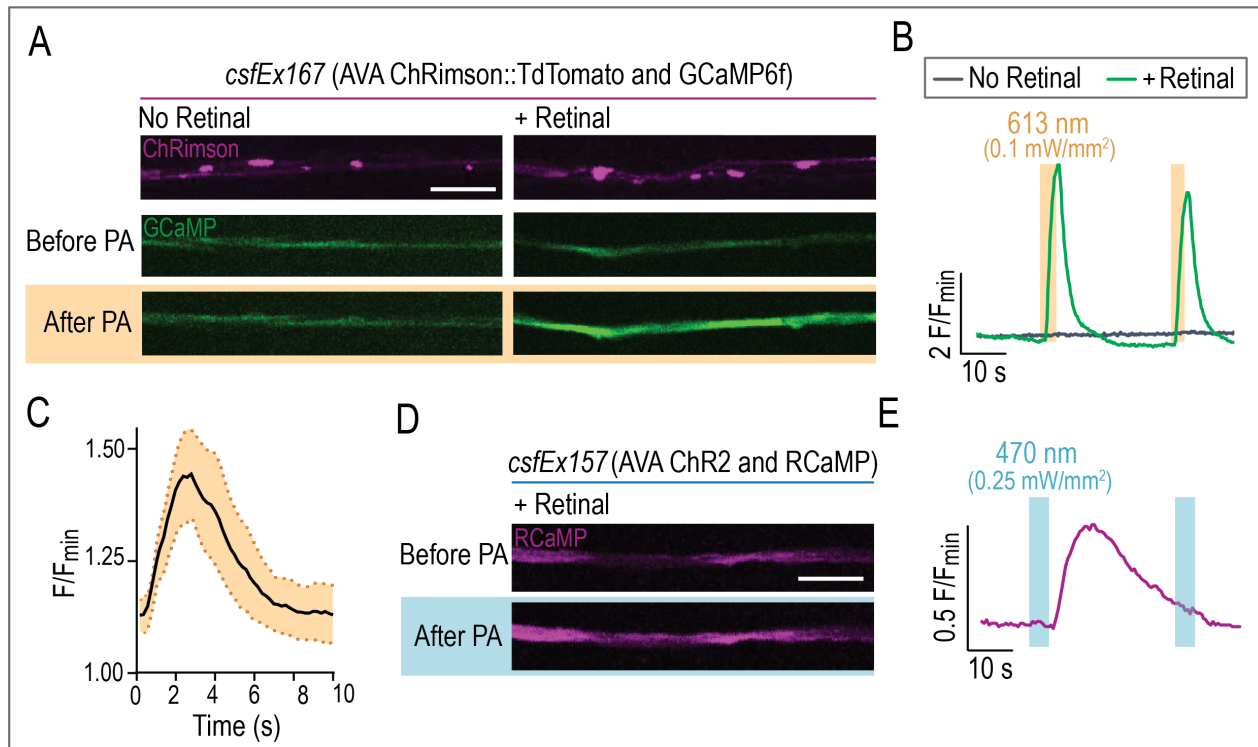 A
csfEx167 (AVA ChRimson::TdTomato and GCaMP6f)
No Retinal
+ Retinal
ChRimson
Before PA
GCaMP
After PA
B
No Retinal
+ Retinal
613 nm
(0.1 mW/mm²)
2 F/Fmin
10 s
C
F/Fmin
1.50
1.25
1.00
0 2 4 6 8 10
Time (s)
D
csfEx157 (AVA ChR2 and RCaMP)
+ Retinal
Before PA
RCaMP
After PA
E
470 nm
(0.25 mW/mm²)
0.5 F/Fmin
10 s